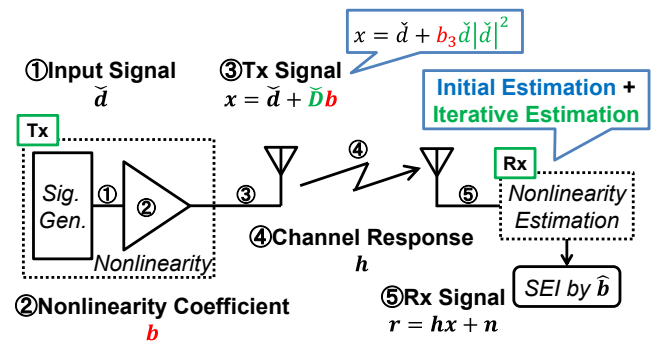 x = ď + b₃ď|ď|²
①Input Signal
ď
③Tx Signal
x = ď + Ďb
Initial Estimation +
Iterative Estimation
Tx
Sig.
Gen.
①
②
Nonlinearity
③
④
⑤
Rx
Nonlinearity
Estimation
④Channel Response
h
SEI by b̂
②Nonlinearity Coefficient
b
⑤Rx Signal
r = hx + n